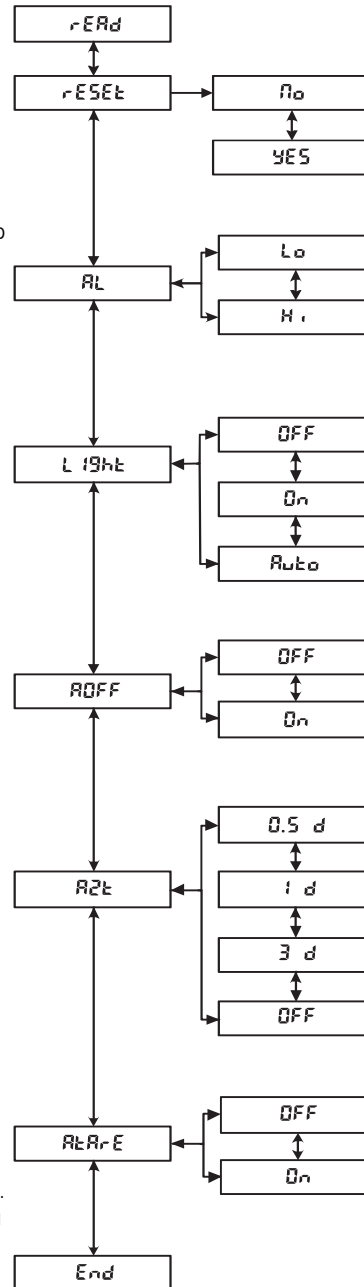 rEAd
rESEt
No
YES
o
AL
Lo
Hi
LIght
OFF
On
Auto
AOFF
OFF
On
AZt
0.5 d
1 d
3 d
OFF
AtArE
OFF
On
.
End